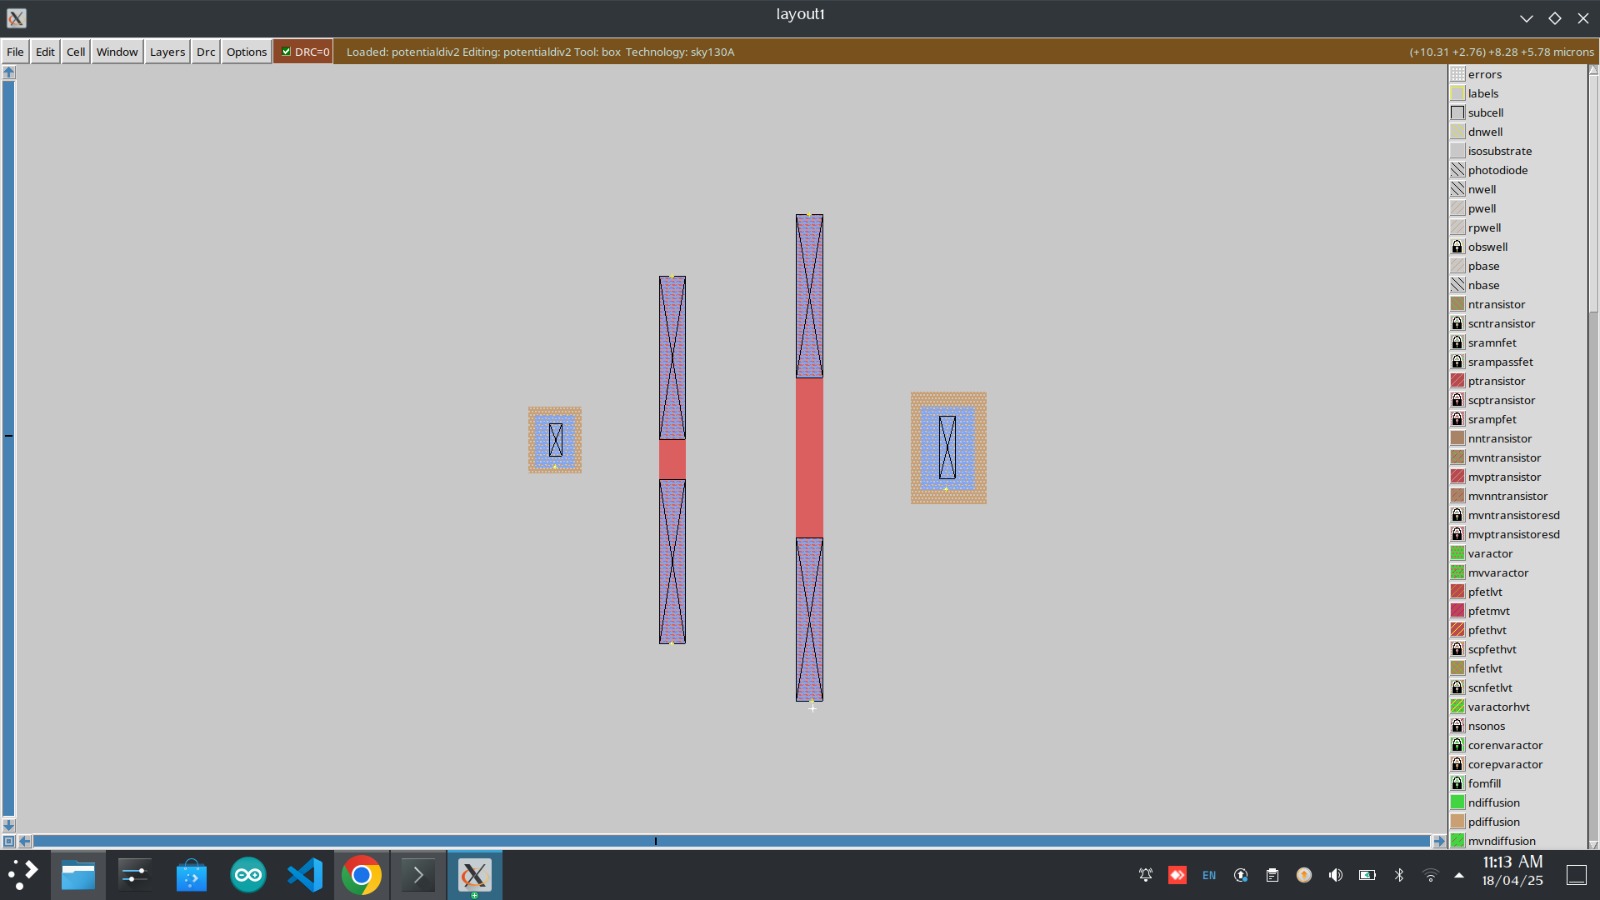 layout1
File Edit Cell Window Layers Drc Options DRC=0 Loaded: potentialdiv2 Editing: potentialdiv2 Tool: box Technology: sky130A (+10.31 +2.76) +8.28 +5.78 microns
errors
labels
subcell
dnwell
isosubstrate
photodiode
nwell
pwell
rpwell
obswell
pbase
nbase
ntransistor
scntransistor
sramnfet
srampassfet
ptransistor
scptransistor
srampfet
nntransistor
mvntransistor
mvptransistor
mvnntransistor
mvntransistoresd
mvptransistoresd
varactor
mvvaractor
pfetlvt
pfetmvt
pfethvt
scpfethvt
nfetlvt
scnfetlvt
varactorhvt
nsonos
corenvaractor
corepvaractor
fomfill
ndiffusion
pdiffusion
mvndiffusion
EN
11:13 AM
18/04/25